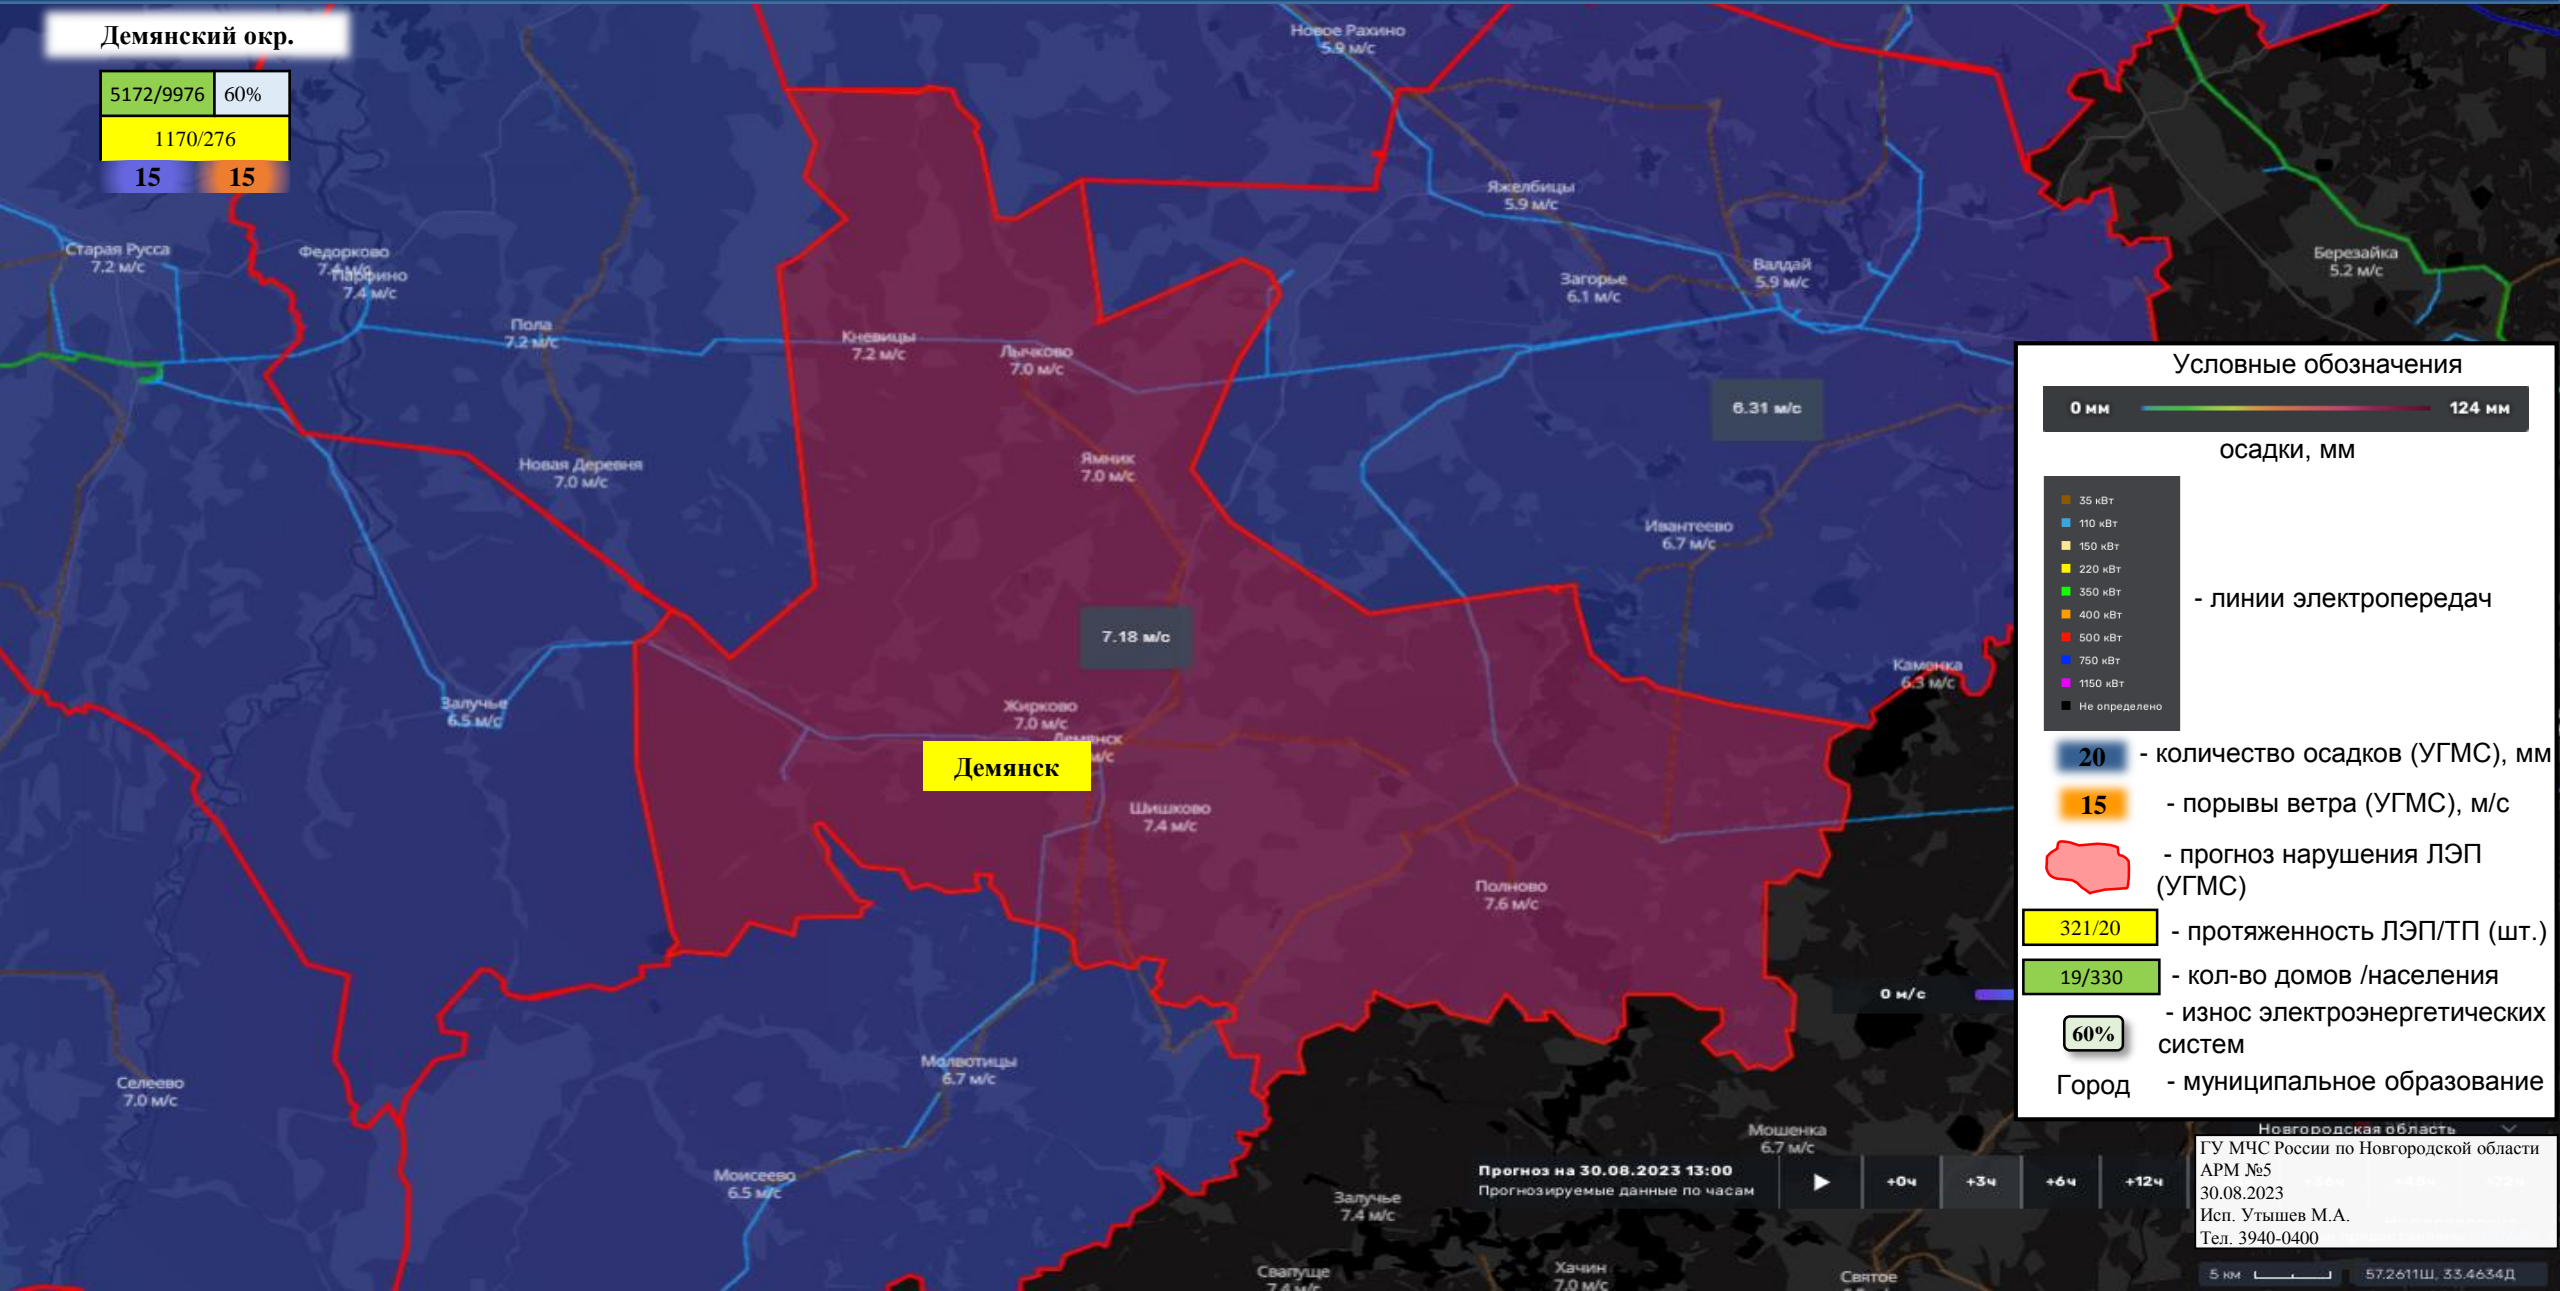 Демянский окр.
5172/9976 60%
1170/276
15 15
Новое Рахино
5.9 м/с
Яжелбицы
5.9 м/с
Старая Русса
7.2 м/с
Федорково
Парфино
7.4 м/с
Загорье
6.1 м/с
Валдай
5.9 м/с
Березайка
5.2 м/с
Пола
7.2 м/с
Кневицы
7.2 м/с
Лычково
7.0 м/с
6.31 м/с
Новая Деревня
7.0 м/с
Ямник
7.0 м/с
Ивантеево
6.7 м/с
7.18 м/с
Каменка
6.3 м/с
Залучье
6.5 м/с
Жирково
7.0 м/с
Демянск
м/с
Демянск
Шишково
7.4 м/с
Полново
7.6 м/с
0 м/с
Молвотицы
6.7 м/с
Селеево
7.0 м/с
Моисеево
6.5 м/с
Мошенка
6.7 м/с
Залучье
7.4 м/с
Свапуще
7.4 м/с
Хачин
7.0 м/с
Святое
Прогноз на 30.08.2023 13:00
Прогнозируемые данные по часам
+0ч +3ч +6ч +12ч
Условные обозначения
0 мм 124 мм
осадки, мм
35 кВт
110 кВт
150 кВт
220 кВт
350 кВт
400 кВт
500 кВт
750 кВт
1150 кВт
Не определено
- линии электропередач
20 - количество осадков (УГМС), мм
15 - порывы ветра (УГМС), м/с
- прогноз нарушения ЛЭП
(УГМС)
321/20 - протяженность ЛЭП/ТП (шт.)
19/330 - кол-во домов /населения
60% - износ электроэнергетических
систем
Город - муниципальное образование
Новгородская область
ГУ МЧС России по Новгородской области
АРМ №5
30.08.2023
Исп. Утышев М.А.
Тел. 3940-0400
5 км 57.2611Ш, 33.4634Д